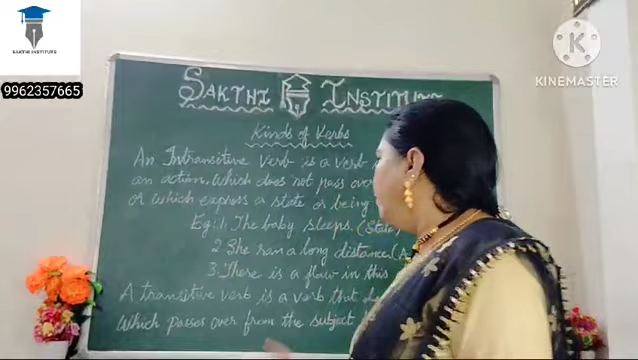 SAKTHI INSTITUTE
9962357665
K
KINEMASTER
SAKTHI INSTITUTE
Kinds of Verbs
An Intransitive verb is a verb
an action, which does not pass over
or which express a state or being
Eg: 1. The baby sleeps. (State)
2. She ran a long distance.
3. There is a flaw in this
A transitive verb is a verb that
Which passes over from the subject